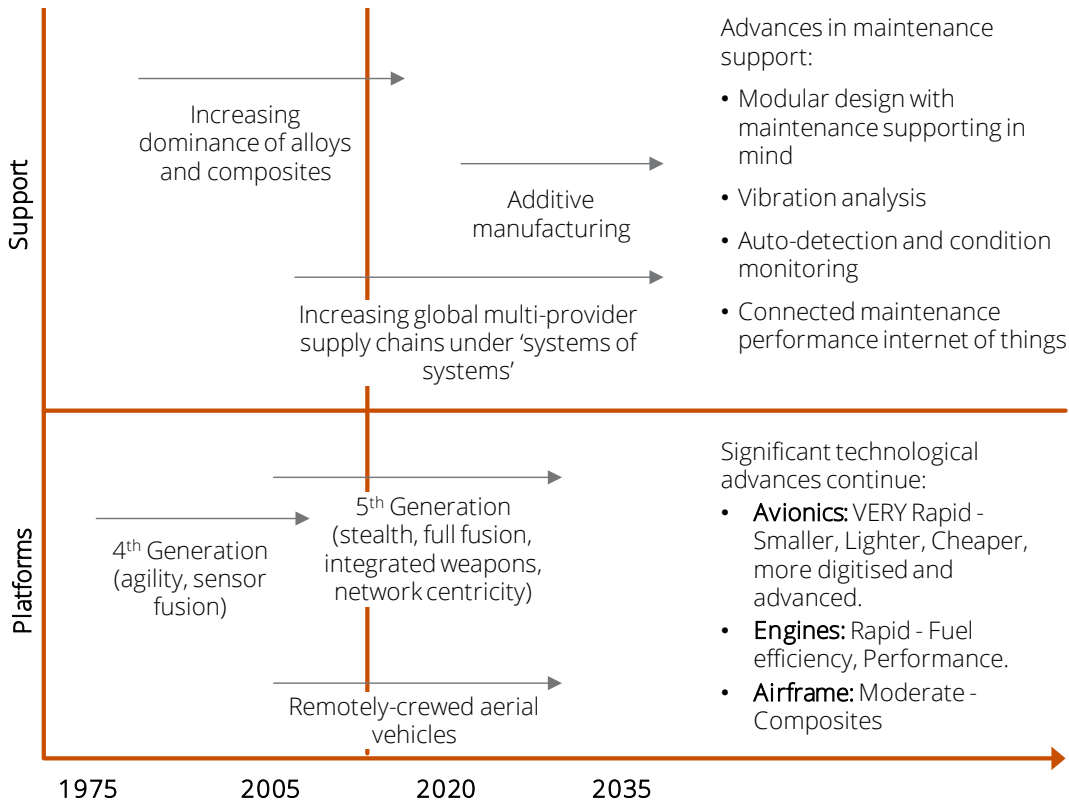 Support
Increasing
dominance of alloys
and composites
Additive
manufacturing
Increasing global multi-provider
supply chains under ‘systems of
systems’
Advances in maintenance
support:
• Modular design with
maintenance supporting in
mind
• Vibration analysis
• Auto-detection and condition
monitoring
• Connected maintenance
performance internet of things
Platforms
4th Generation
(agility, sensor
fusion)
5th Generation
(stealth, full fusion,
integrated weapons,
network centricity)
Remotely-crewed aerial
vehicles
Significant technological
advances continue:
• Avionics: VERY Rapid -
Smaller, Lighter, Cheaper,
more digitised and
advanced.
• Engines: Rapid - Fuel
efficiency, Performance.
• Airframe: Moderate -
Composites
1975 2005 2020 2035